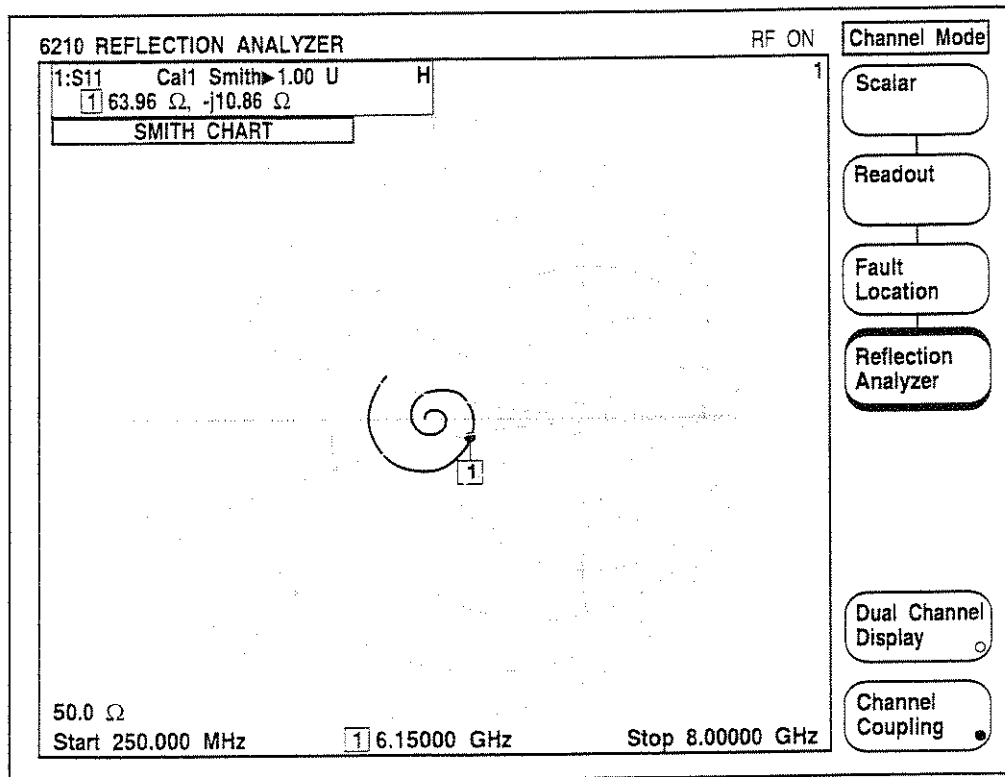 6210 REFLECTION ANALYZER
RF ON
Channel Mode
1:S11 Cal1 Smith▸1.00 U H
1 63.96 Ω, -j10.86 Ω
SMITH CHART
1
Scalar
Readout
Fault
Location
Reflection
Analyzer
1
Dual Channel
Display
Channel
Coupling
50.0 Ω
Start 250.000 MHz
1 6.15000 GHz
Stop 8.00000 GHz